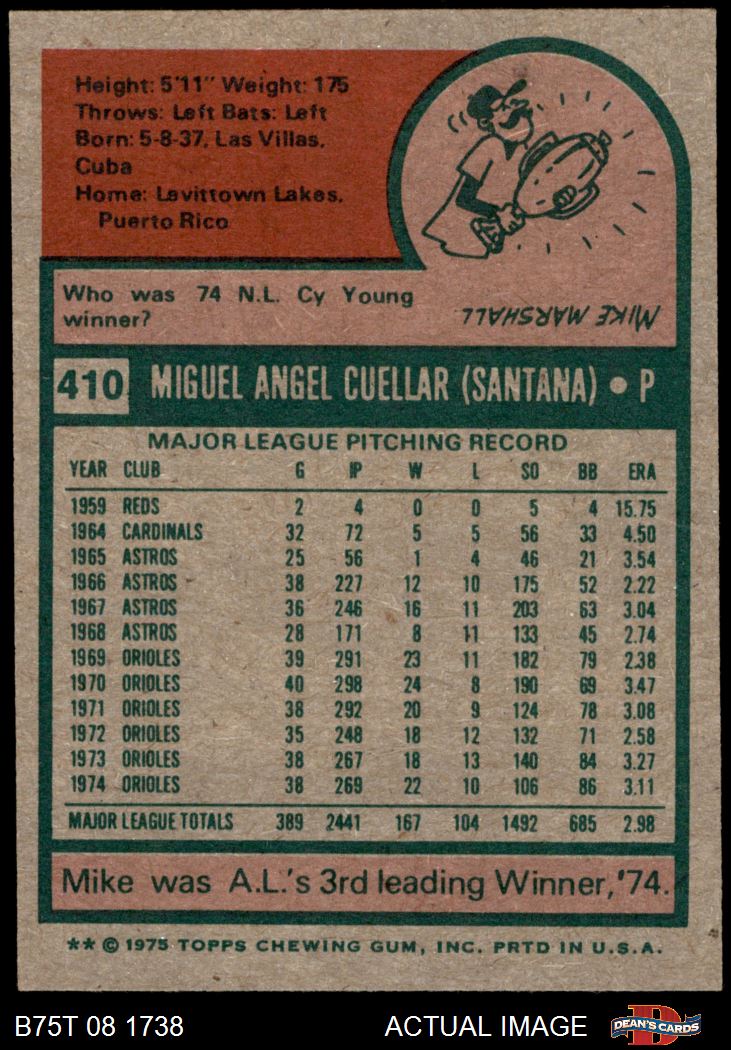 Height: 5'11" Weight: 175
Throws: Left Bats: Left
Born: 5-8-37, Las Villas,
Cuba
Home: Levittown Lakes,
Puerto Rico
Who was 74 N.L. Cy Young
winner?
MIKE MARSHALL
410 MIGUEL ANGEL CUELLAR (SANTANA) • P
MAJOR LEAGUE PITCHING RECORD
YEAR CLUB G IP W L SO BB ERA
1959 REDS 2 4 0 0 5 4 15.75
1964 CARDINALS 32 72 5 5 56 33 4.50
1965 ASTROS 25 56 1 4 46 21 3.54
1966 ASTROS 38 227 12 10 175 52 2.22
1967 ASTROS 36 246 16 11 203 63 3.04
1968 ASTROS 28 171 8 11 133 45 2.74
1969 ORIOLES 39 291 23 11 182 79 2.38
1970 ORIOLES 40 298 24 8 190 69 3.47
1971 ORIOLES 38 292 20 9 124 78 3.08
1972 ORIOLES 35 248 18 12 132 71 2.58
1973 ORIOLES 38 267 18 13 140 84 3.27
1974 ORIOLES 38 269 22 10 106 86 3.11
MAJOR LEAGUE TOTALS 389 2441 167 104 1492 685 2.98
Mike was A.L.'s 3rd leading Winner, '74.
** © 1975 TOPPS CHEWING GUM, INC. PRTD IN U.S.A.
B75T 08 1738 ACTUAL IMAGE D DEAN'S CARDS